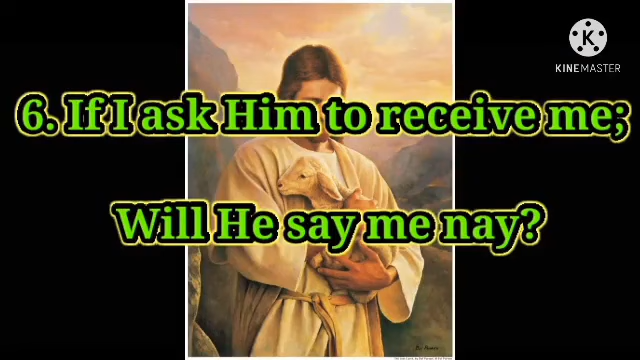 KINEMASTER
6. If I ask Him to receive me;
Will He say me nay?